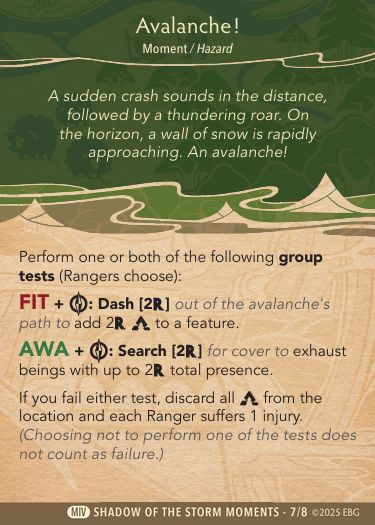 Avalanche!
Moment / Hazard
A sudden crash sounds in the distance,
followed by a thundering roar. On
the horizon, a wall of snow is rapidly
approaching. An avalanche!
Perform one or both of the following group
tests (Rangers choose):
FIT + : Dash [2R] out of the avalanche's
path to add 2R to a feature.
AWA + : Search [2R] for cover to exhaust
beings with up to 2R total presence.
If you fail either test, discard all from the
location and each Ranger suffers 1 injury.
(Choosing not to perform one of the tests does
not count as failure.)
MIV SHADOW OF THE STORM MOMENTS - 7/8 ©2025 EBG